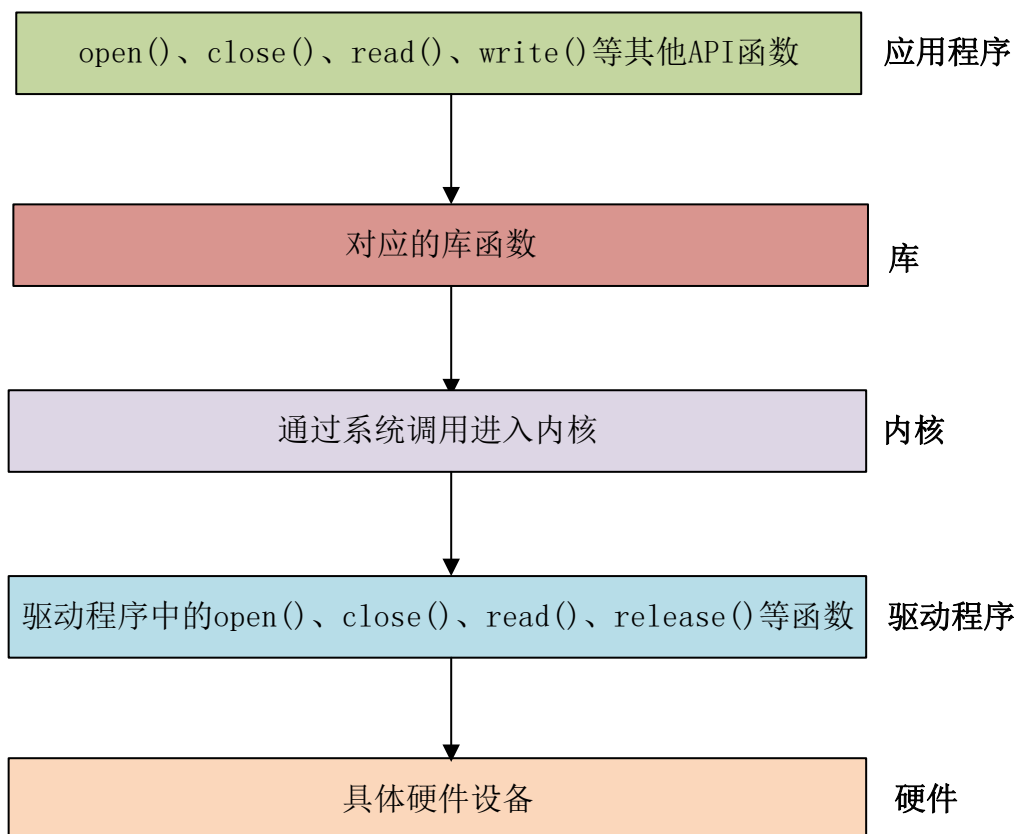 open()、close()、read()、write()等其他API函数 应用程序
对应的库函数 库
通过系统调用进入内核 内核
驱动程序中的open()、close()、read()、release()等函数 驱动程序
具体硬件设备 硬件